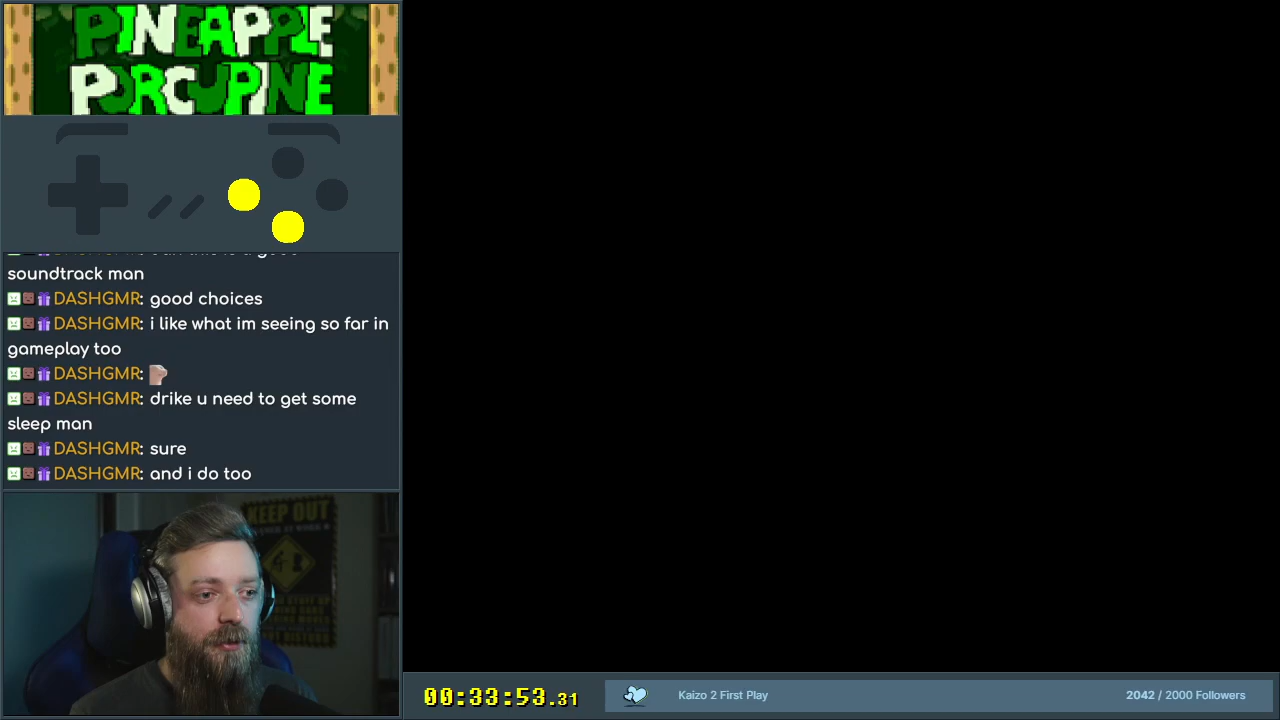 PINEAPPLE
PORCUPINE
soundtrack man
DASHGMR: good choices
DASHGMR: i like what im seeing so far in
gameplay too
DASHGMR:
DASHGMR: drike u need to get some
sleep man
DASHGMR: sure
DASHGMR: and i do too
KEEP OUT
00:33:53.31
Kaizo 2 First Play
2042 / 2000 Followers